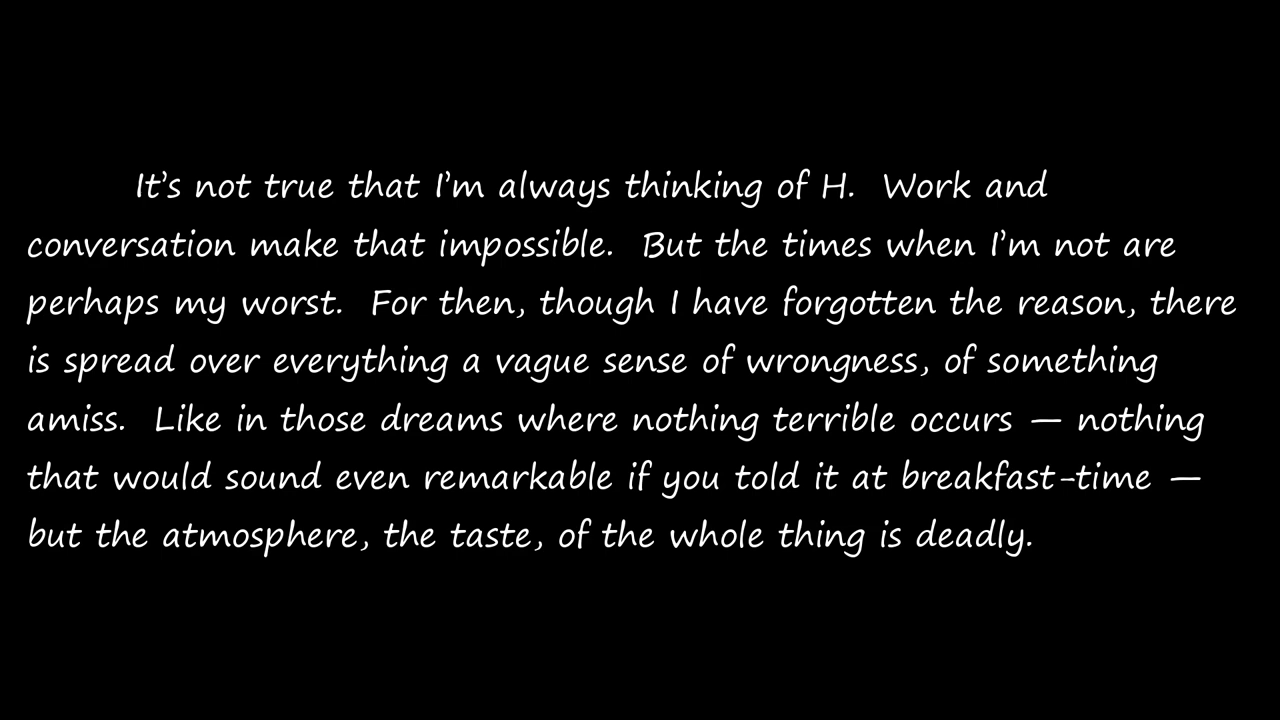 It’s not true that I’m always thinking of H.  Work and
conversation make that impossible.  But the times when I’m not are
perhaps my worst.  For then, though I have forgotten the reason, there
is spread over everything a vague sense of wrongness, of something
amiss.  Like in those dreams where nothing terrible occurs — nothing
that would sound even remarkable if you told it at breakfast-time —
but the atmosphere, the taste, of the whole thing is deadly.